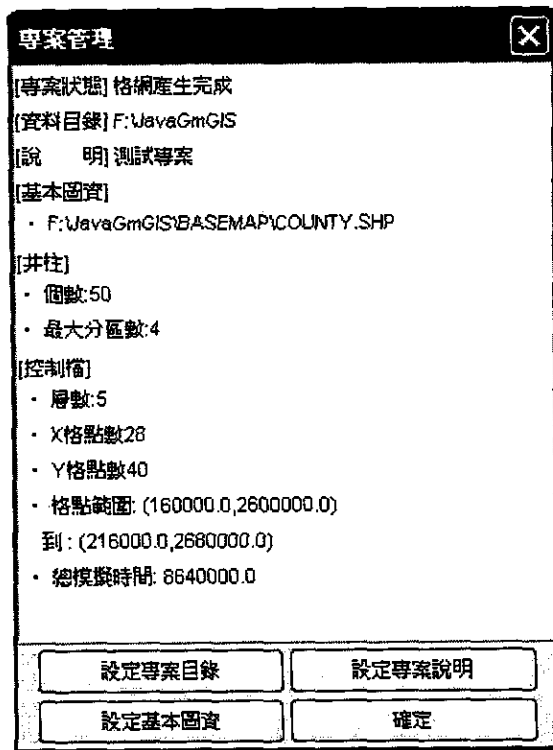 專案管理
[專案狀態] 格網產生完成
[資料目錄] F:\JavaGmGIS
[說 明] 測試專案
[基本圖資]
· F:\JavaGmGIS\BASEMAP\COUNTY.SHP
[井柱]
· 個數:50
· 最大分區數:4
[控制檔]
· 層數:5
· X格點數28
· Y格點數40
· 格點範圍: (160000.0,2600000.0)
到 : (216000.0,2680000.0)
· 總模擬時間: 8640000.0
設定專案目錄 設定專案說明
設定基本圖資 確定